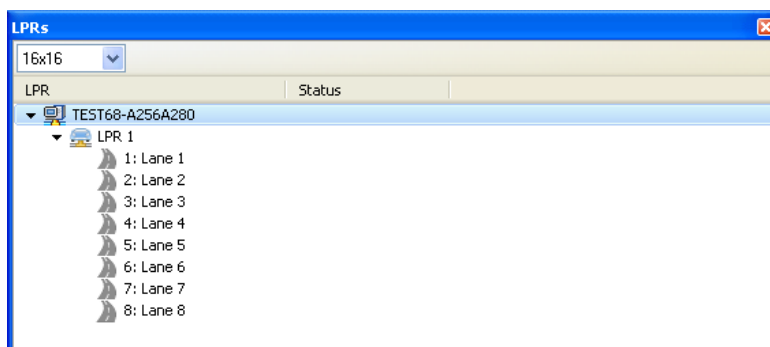 LPRs
16x16
LPR Status
TEST68-A256A280
LPR 1
1: Lane 1
2: Lane 2
3: Lane 3
4: Lane 4
5: Lane 5
6: Lane 6
7: Lane 7
8: Lane 8